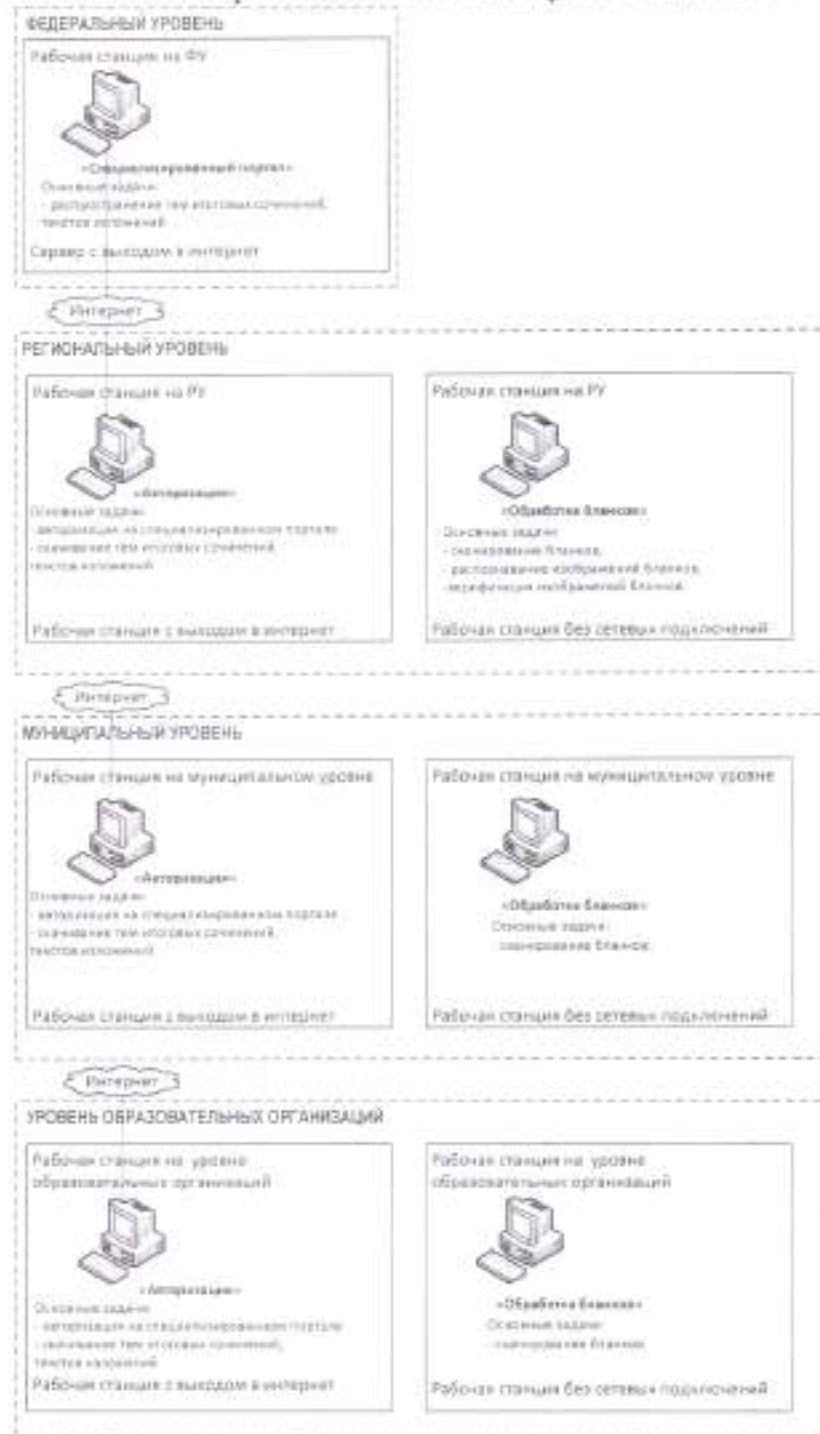 ФЕДЕРАЛЬНЫЙ УРОВЕНЬ
Рабочая станция на ФУ
«Специализированный портал»
Основные задачи:
- распространение тем итоговых сочинений,
текстов изложений
Сервер с выходом в интернет
Интернет
РЕГИОНАЛЬНЫЙ УРОВЕНЬ
Рабочая станция на РУ
«Авторизация»
Основные задачи:
- авторизация на специализированном портале
- скачивание тем итоговых сочинений,
текстов изложений
Рабочая станция с выходом в интернет
Рабочая станция на РУ
«Обработка бланков»
Основные задачи:
- сканирование бланков,
- распознавание изображений бланков,
- верификация изображений бланков.
Рабочая станция без сетевых подключений
Интернет
МУНИЦИПАЛЬНЫЙ УРОВЕНЬ
Рабочая станция на муниципальном уровне
«Авторизация»
Основные задачи:
- авторизация на специализированном портале
- скачивание тем итоговых сочинений,
текстов изложений
Рабочая станция с выходом в интернет
Рабочая станция на муниципальном уровне
«Обработка бланков»
Основные задачи:
- сканирование бланков
Рабочая станция без сетевых подключений
Интернет
УРОВЕНЬ ОБРАЗОВАТЕЛЬНЫХ ОРГАНИЗАЦИЙ
Рабочая станция на уровне
образовательных организаций
«Авторизация»
Основные задачи:
- авторизация на специализированном портале
- скачивание тем итоговых сочинений,
текстов изложений
Рабочая станция с выходом в интернет
Рабочая станция на уровне
образовательных организаций
«Обработка бланков»
Основные задачи:
- сканирование бланков
Рабочая станция без сетевых подключений